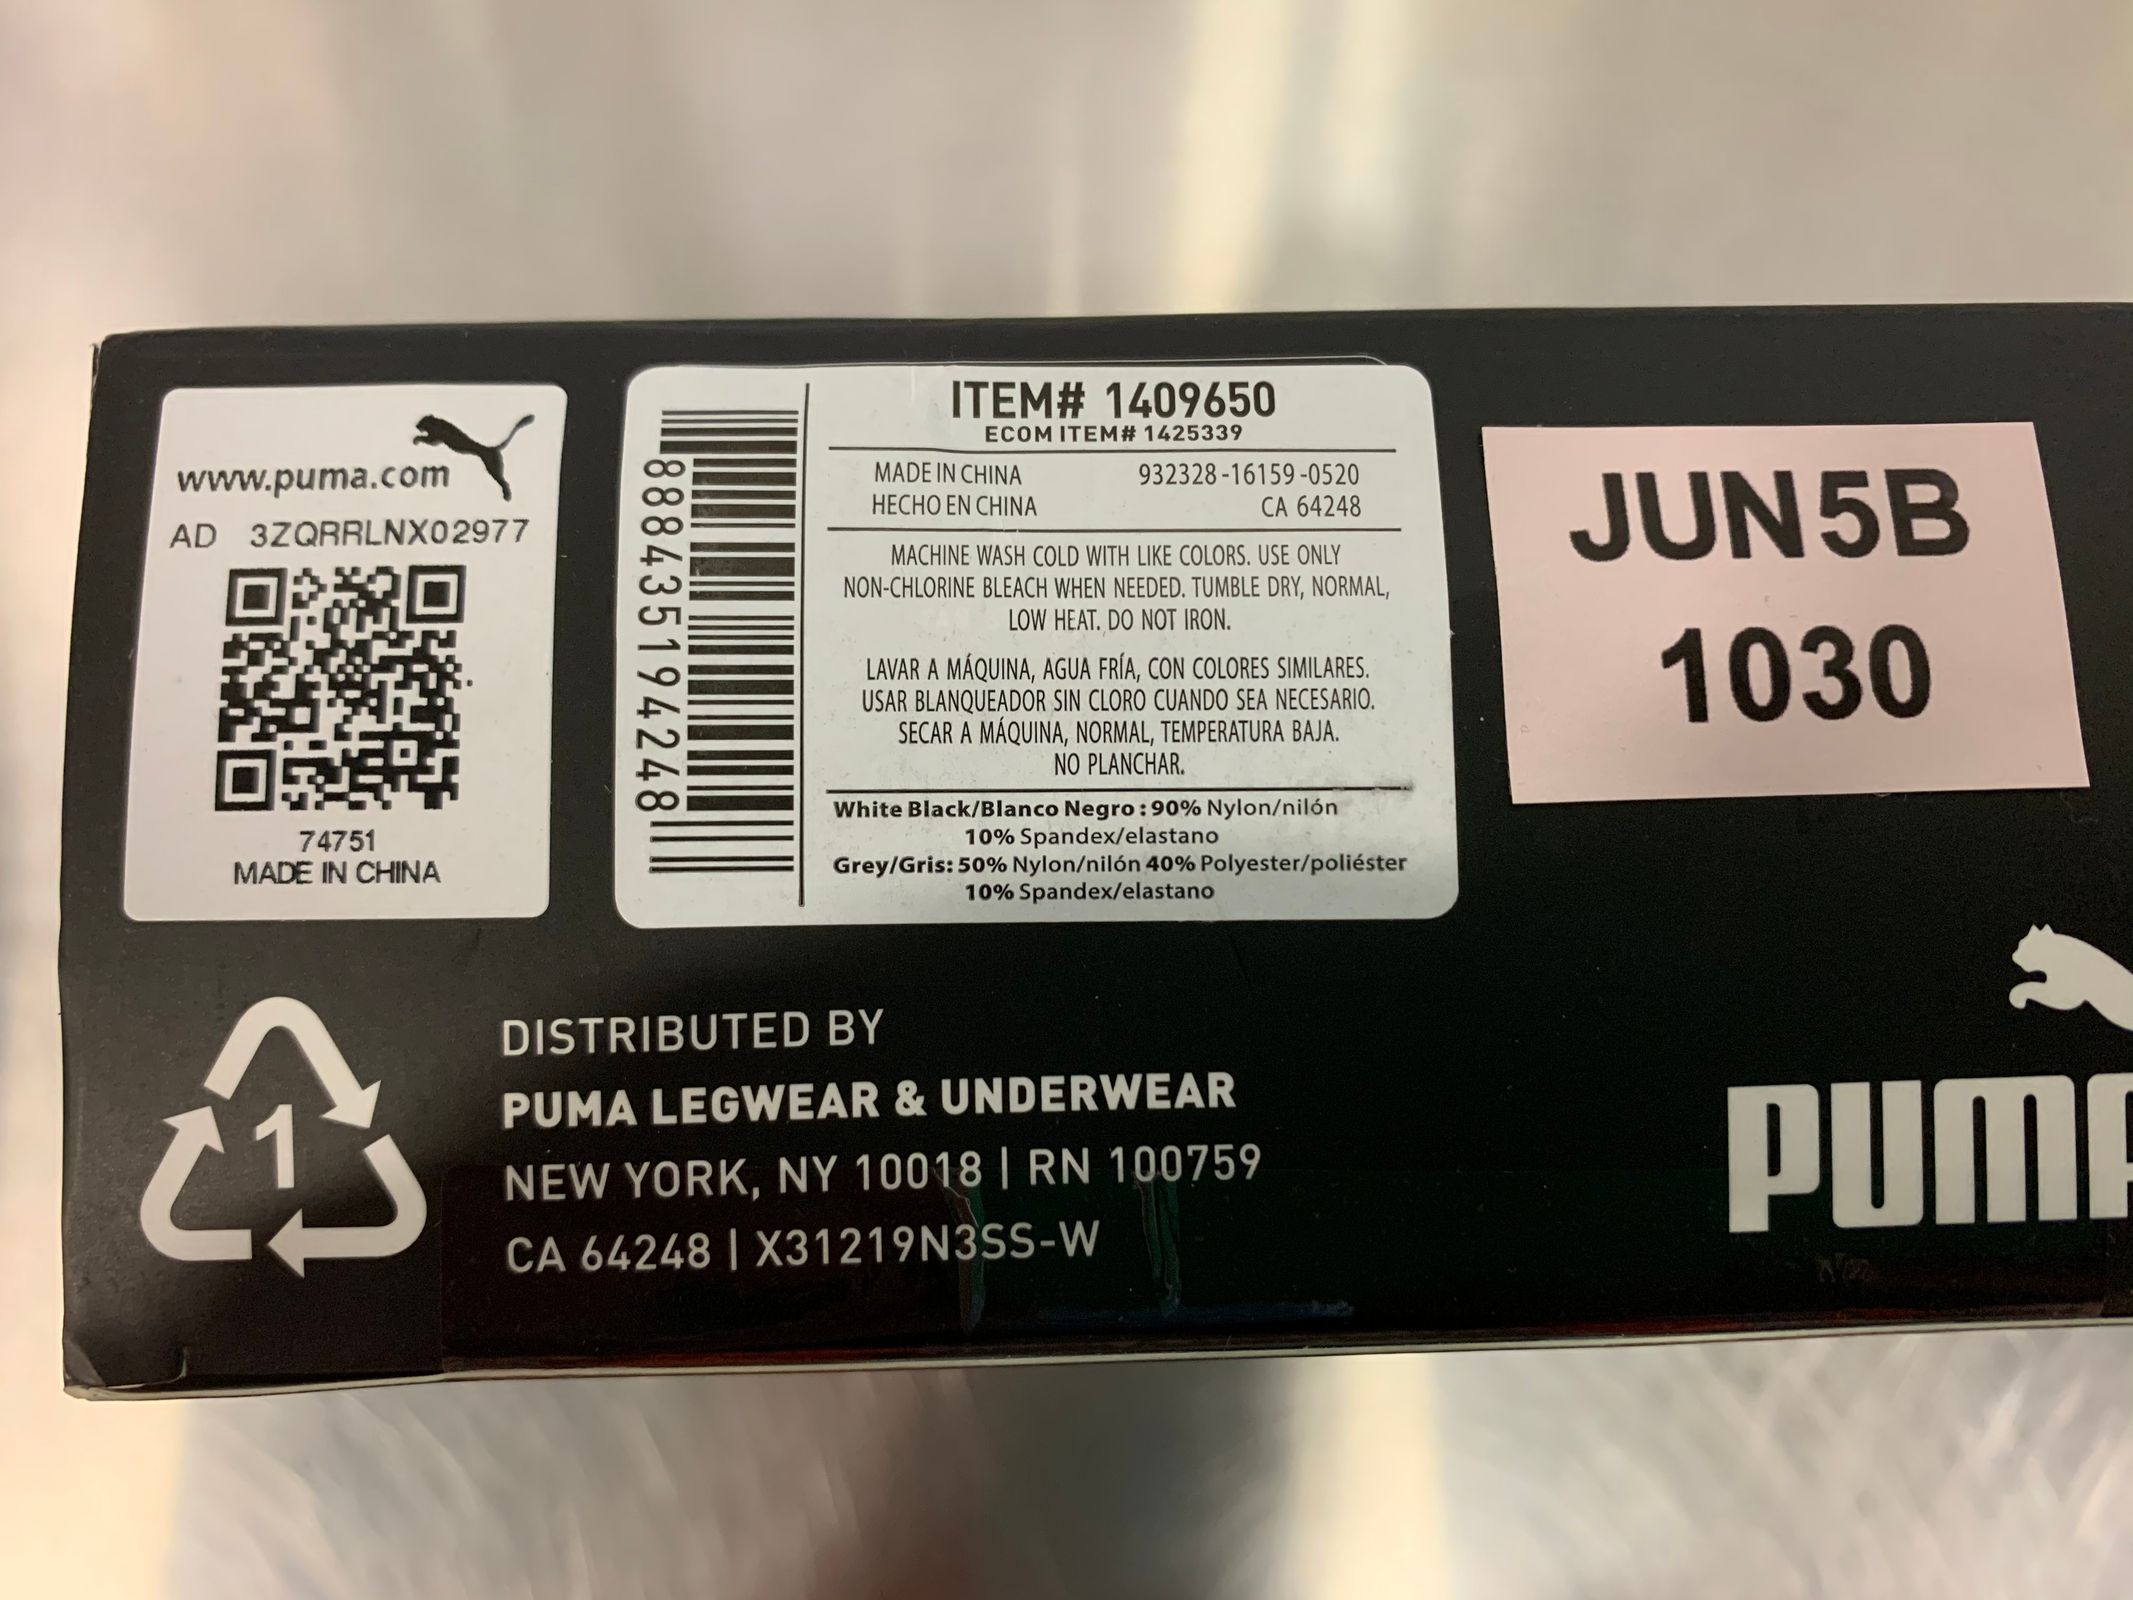 www.puma.com
AD 3ZQRRLNX02977
74751
MADE IN CHINA
888435194248
ITEM# 1409650
ECOM ITEM# 1425339
MADE IN CHINA 932328-16159-0520
HECHO EN CHINA CA 64248
MACHINE WASH COLD WITH LIKE COLORS. USE ONLY
NON-CHLORINE BLEACH WHEN NEEDED. TUMBLE DRY, NORMAL,
LOW HEAT. DO NOT IRON.
LAVAR A MÁQUINA, AGUA FRÍA, CON COLORES SIMILARES.
USAR BLANQUEADOR SIN CLORO CUANDO SEA NECESARIO.
SECAR A MÁQUINA, NORMAL, TEMPERATURA BAJA.
NO PLANCHAR.
White Black/Blanco Negro: 90% Nylon/nilón
10% Spandex/elastano
Grey/Gris: 50% Nylon/nilón 40% Polyester/poliéster
10% Spandex/elastano
JUN5B
1030
1
DISTRIBUTED BY
PUMA LEGWEAR & UNDERWEAR
NEW YORK, NY 10018 | RN 100759
CA 64248 | X31219N3SS-W
PUMA